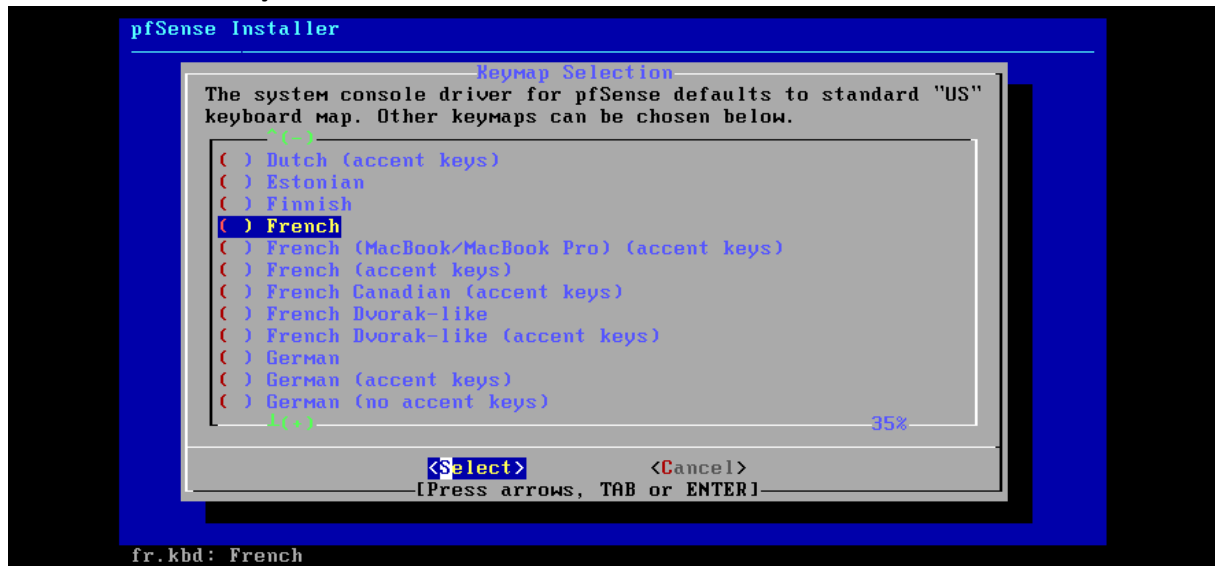 pfSense Installer
Keymap Selection
The system console driver for pfSense defaults to standard "US"
keyboard map. Other keymaps can be chosen below.
^(-)
( ) Dutch (accent keys)
( ) Estonian
( ) Finnish
( ) French
( ) French (MacBook/MacBook Pro) (accent keys)
( ) French (accent keys)
( ) French Canadian (accent keys)
( ) French Dvorak-like
( ) French Dvorak-like (accent keys)
( ) German
( ) German (accent keys)
( ) German (no accent keys)
(+) 35%
<Select> <Cancel>
[Press arrows, TAB or ENTER]
fr.kbd: French